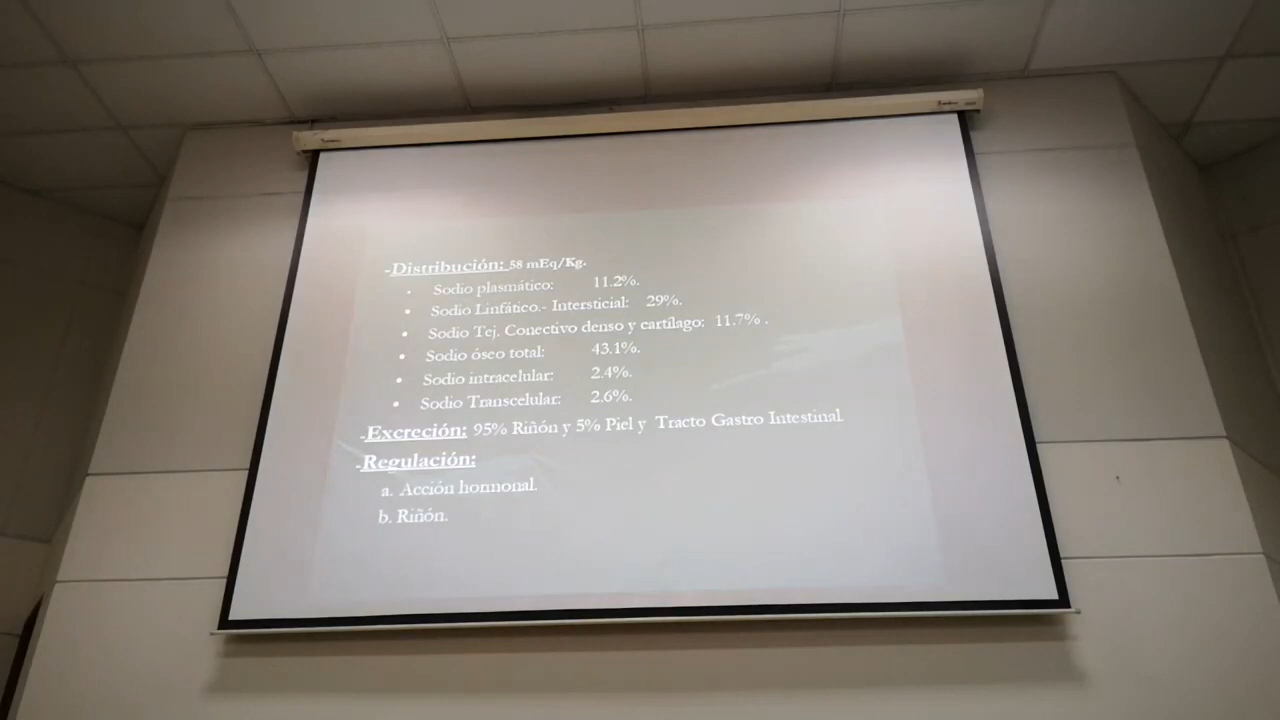 -Distribución: 58 mEq/Kg.
• Sodio plasmático: 11.2%.
• Sodio Linfático.- Intersticial: 29%.
• Sodio Tej. Conectivo denso y cartílago: 11.7% .
• Sodio óseo total: 43.1%.
• Sodio intracelular: 2.4%.
• Sodio Transcelular: 2.6%.
-Excreción: 95% Riñón y 5% Piel y Tracto Gastro Intestinal.
-Regulación:
a. Acción hormonal.
b. Riñón.